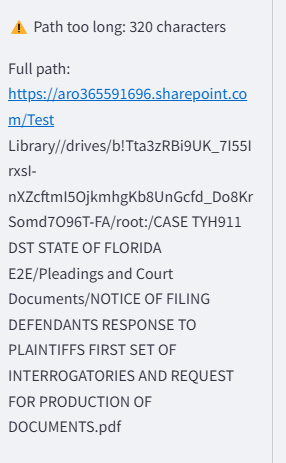 ⚠ Path too long: 320 characters
Full path:
https://aro365591696.sharepoint.co
m/Test
Library//drives/b!Tta3zRBi9UK_7I55I
rxsI-
nXZcftmI5OjkmhgKb8UnGcfd_Do8Kr
Somd7O96T-FA/root:/CASE TYH911
DST STATE OF FLORIDA
E2E/Pleadings and Court
Documents/NOTICE OF FILING
DEFENDANTS RESPONSE TO
PLAINTIFFS FIRST SET OF
INTERROGATORIES AND REQUEST
FOR PRODUCTION OF
DOCUMENTS.pdf